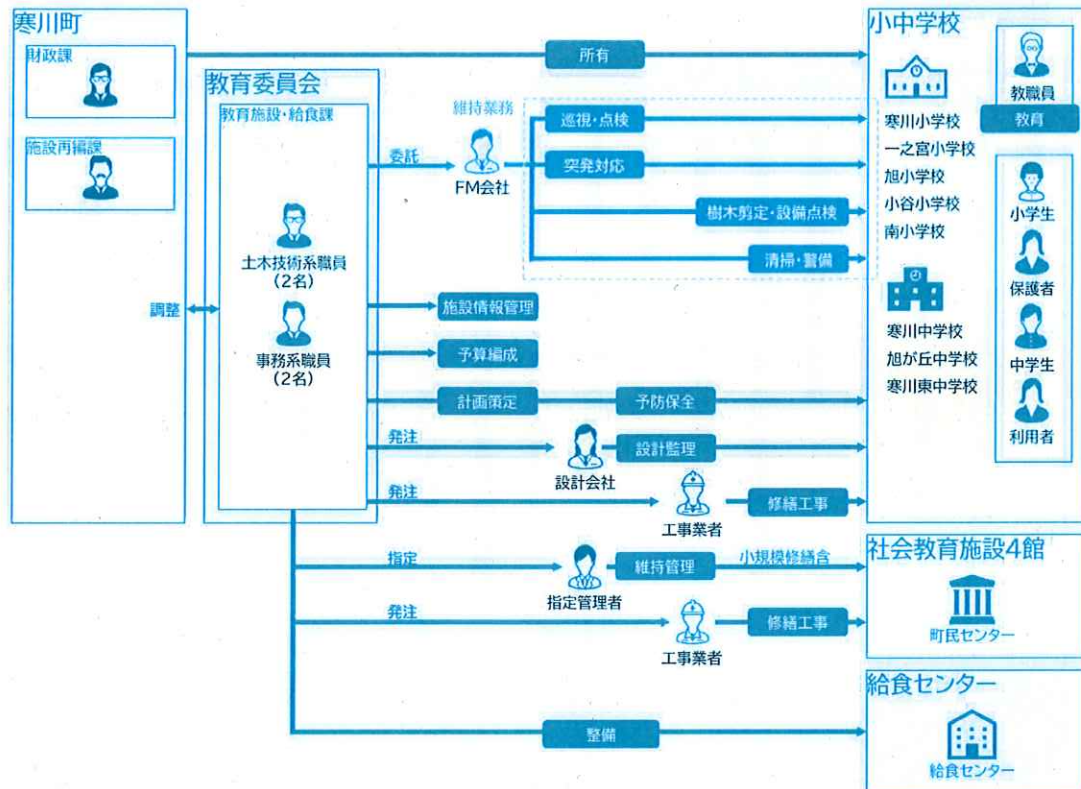 寒川町
財政課
施設再編課
調整
教育委員会
教育施設・給食課
土木技術系職員
(2名)
事務系職員
(2名)
所有
維持業務
委託
FM会社
巡視・点検
突発対応
樹木剪定・設備点検
清掃・警備
施設情報管理
予算編成
計画策定
予防保全
発注
設計会社
設計監理
発注
工事業者
修繕工事
指定
指定管理者
維持管理
小規模修繕含
発注
工事業者
修繕工事
整備
小中学校
寒川小学校
一之宮小学校
旭小学校
小谷小学校
南小学校
寒川中学校
旭が丘中学校
寒川東中学校
教職員
教育
小学生
保護者
中学生
利用者
社会教育施設4館
町民センター
給食センター
給食センター